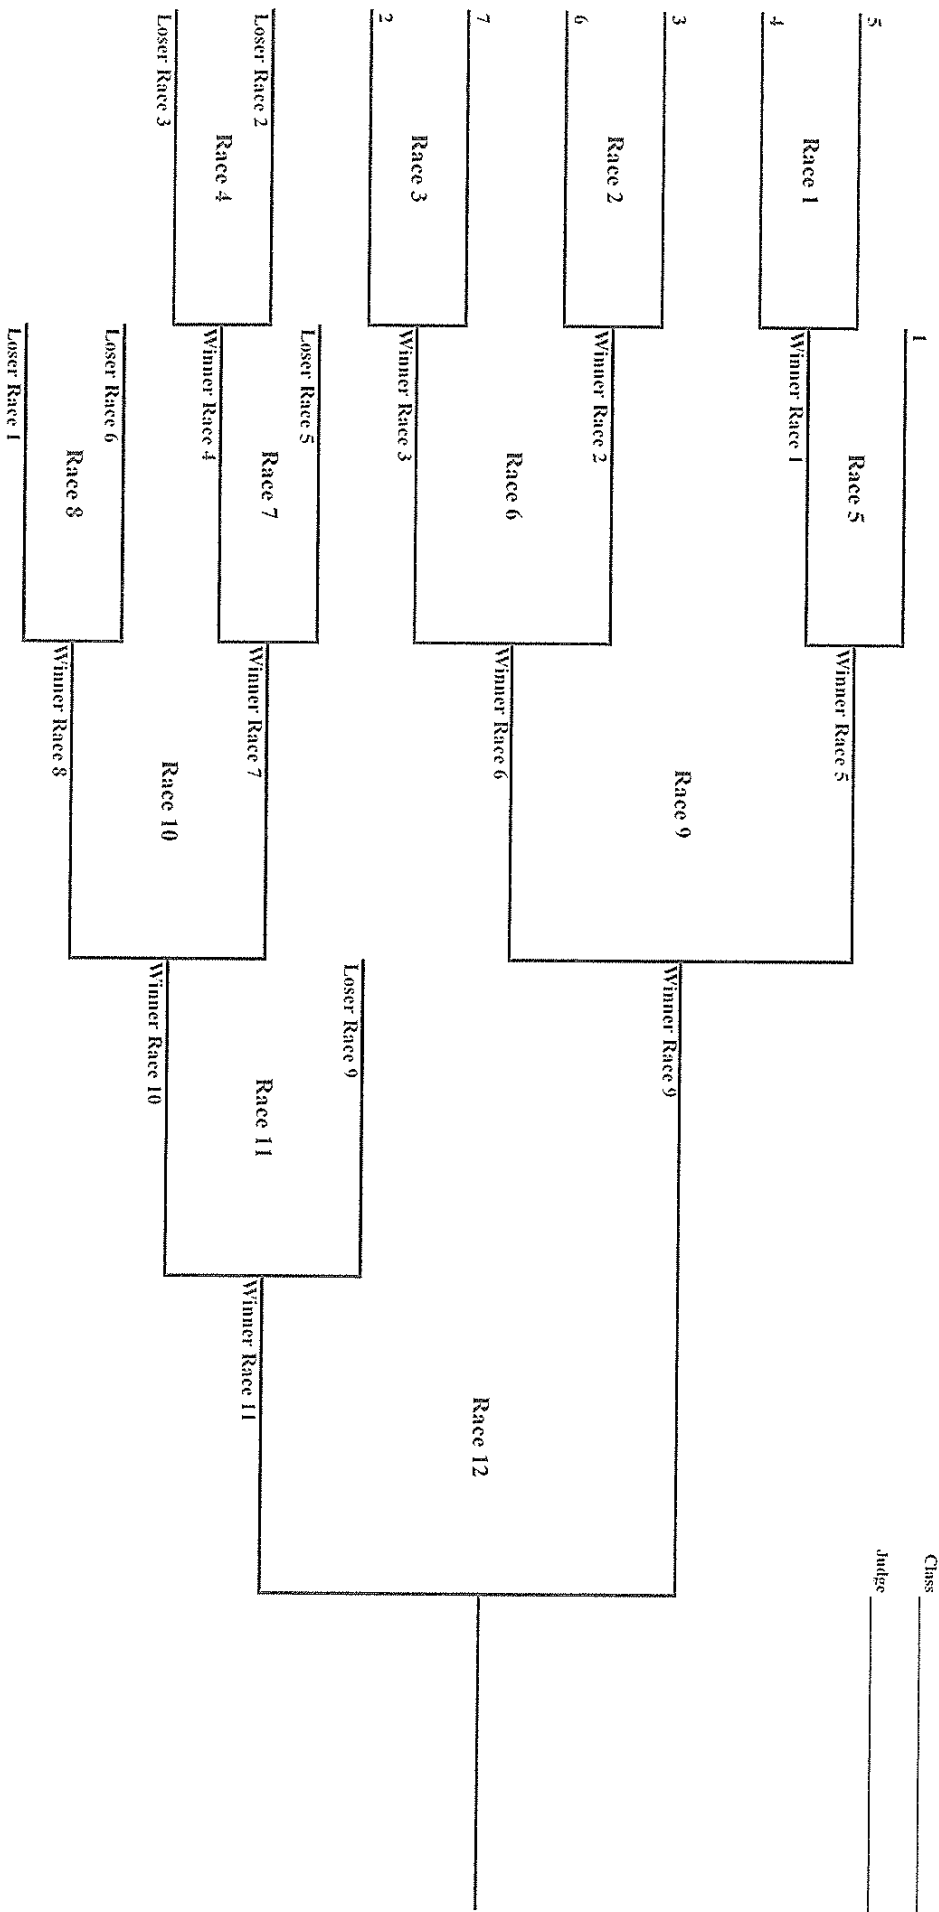 Class
Judge
1
5
Race 1
4
Winner Race 1
Race 5
Winner Race 5
3
Race 2
6
Winner Race 2
Race 6
7
Race 3
2
Winner Race 3
Winner Race 6
Race 9
Winner Race 9
Race 12
Loser Race 9
Race 11
Winner Race 11
Loser Race 5
Race 7
Loser Race 2
Race 4
Loser Race 3
Winner Race 4
Winner Race 7
Race 10
Winner Race 10
Loser Race 6
Race 8
Loser Race 1
Winner Race 8